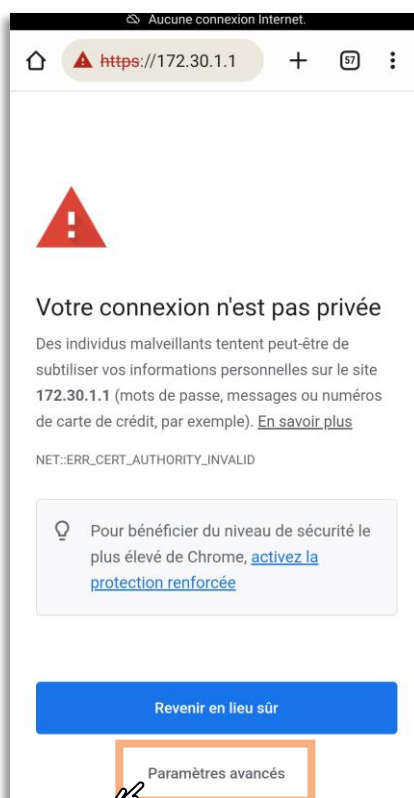 Aucune connexion Internet.
https://172.30.1.1
57
Votre connexion n'est pas privée
Des individus malveillants tentent peut-être de
subtiliser vos informations personnelles sur le site
172.30.1.1 (mots de passe, messages ou numéros
de carte de crédit, par exemple). En savoir plus
NET::ERR_CERT_AUTHORITY_INVALID
Pour bénéficier du niveau de sécurité le
plus élevé de Chrome, activez la
protection renforcée
Revenir en lieu sûr
Paramètres avancés